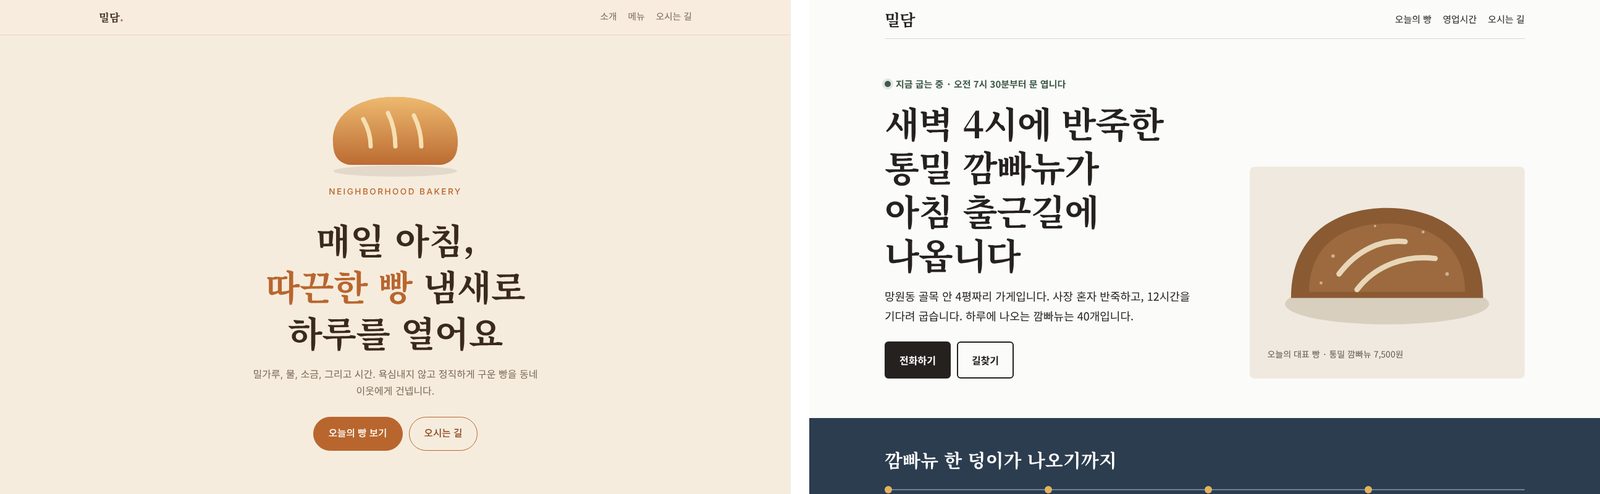 밀담.
소개 메뉴 오시는 길
NEIGHBORHOOD BAKERY
매일 아침,
따끈한 빵 냄새로
하루를 열어요
밀가루, 물, 소금, 그리고 시간. 욕심내지 않고 정직하게 구운 빵을 동네
이웃에게 건넵니다.
오늘의 빵 보기 오시는 길
밀담
오늘의 빵 영업시간 오시는 길
지금 굽는 중 · 오전 7시 30분부터 문 엽니다
새벽 4시에 반죽한
통밀 깜빠뉴가
아침 출근길에
나옵니다
망원동 골목 안 4평짜리 가게입니다. 사장 혼자 반죽하고, 12시간을
기다려 굽습니다. 하루에 나오는 깜빠뉴는 40개입니다.
전화하기 길찾기
오늘의 대표 빵 · 통밀 깜빠뉴 7,500원
깜빠뉴 한 덩이가 나오기까지